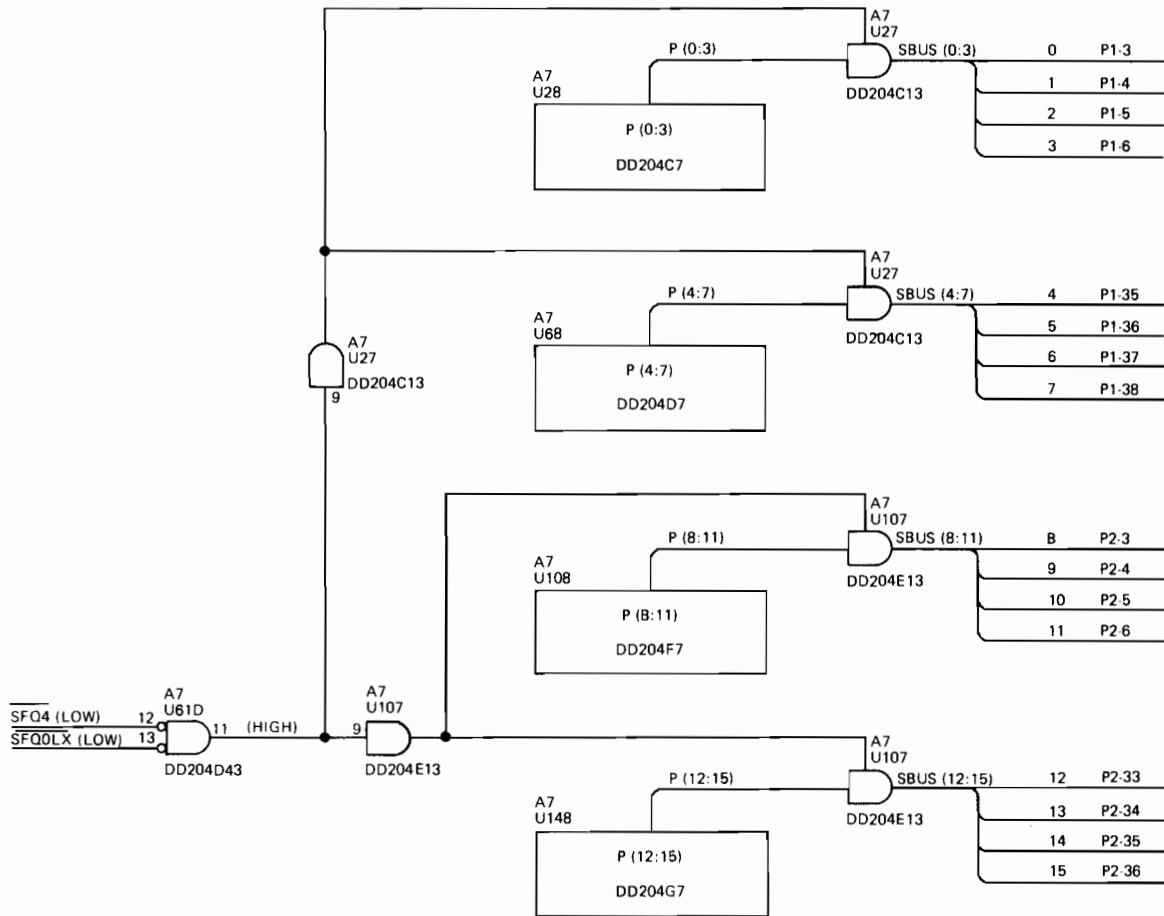 A7
U27
P (0:3)
SBUS (0:3)
0 P1-3
DD204C13
1 P1-4
2 P1-5
3 P1-6
A7
U28
P (0:3)
DD204C7
A7
U27
P (4:7)
SBUS (4:7)
4 P1-35
DD204C13
5 P1-36
6 P1-37
7 P1-38
A7
U68
P (4:7)
DD204D7
A7
U27
DD204C13
9
A7
U107
P (8:11)
SBUS (8:11)
B P2-3
DD204E13
9 P2-4
10 P2-5
11 P2-6
A7
U108
P (B:11)
DD204F7
A7
U61D
SFQ4 (LOW) 12
SFQ0LX (LOW) 13
11 (HIGH)
DD204D43
A7
U107
9
DD204E13
A7
U107
P (12:15)
SBUS (12:15)
12 P2-33
DD204E13
13 P2-34
14 P2-35
15 P2-36
A7
U148
P (12:15)
DD204G7